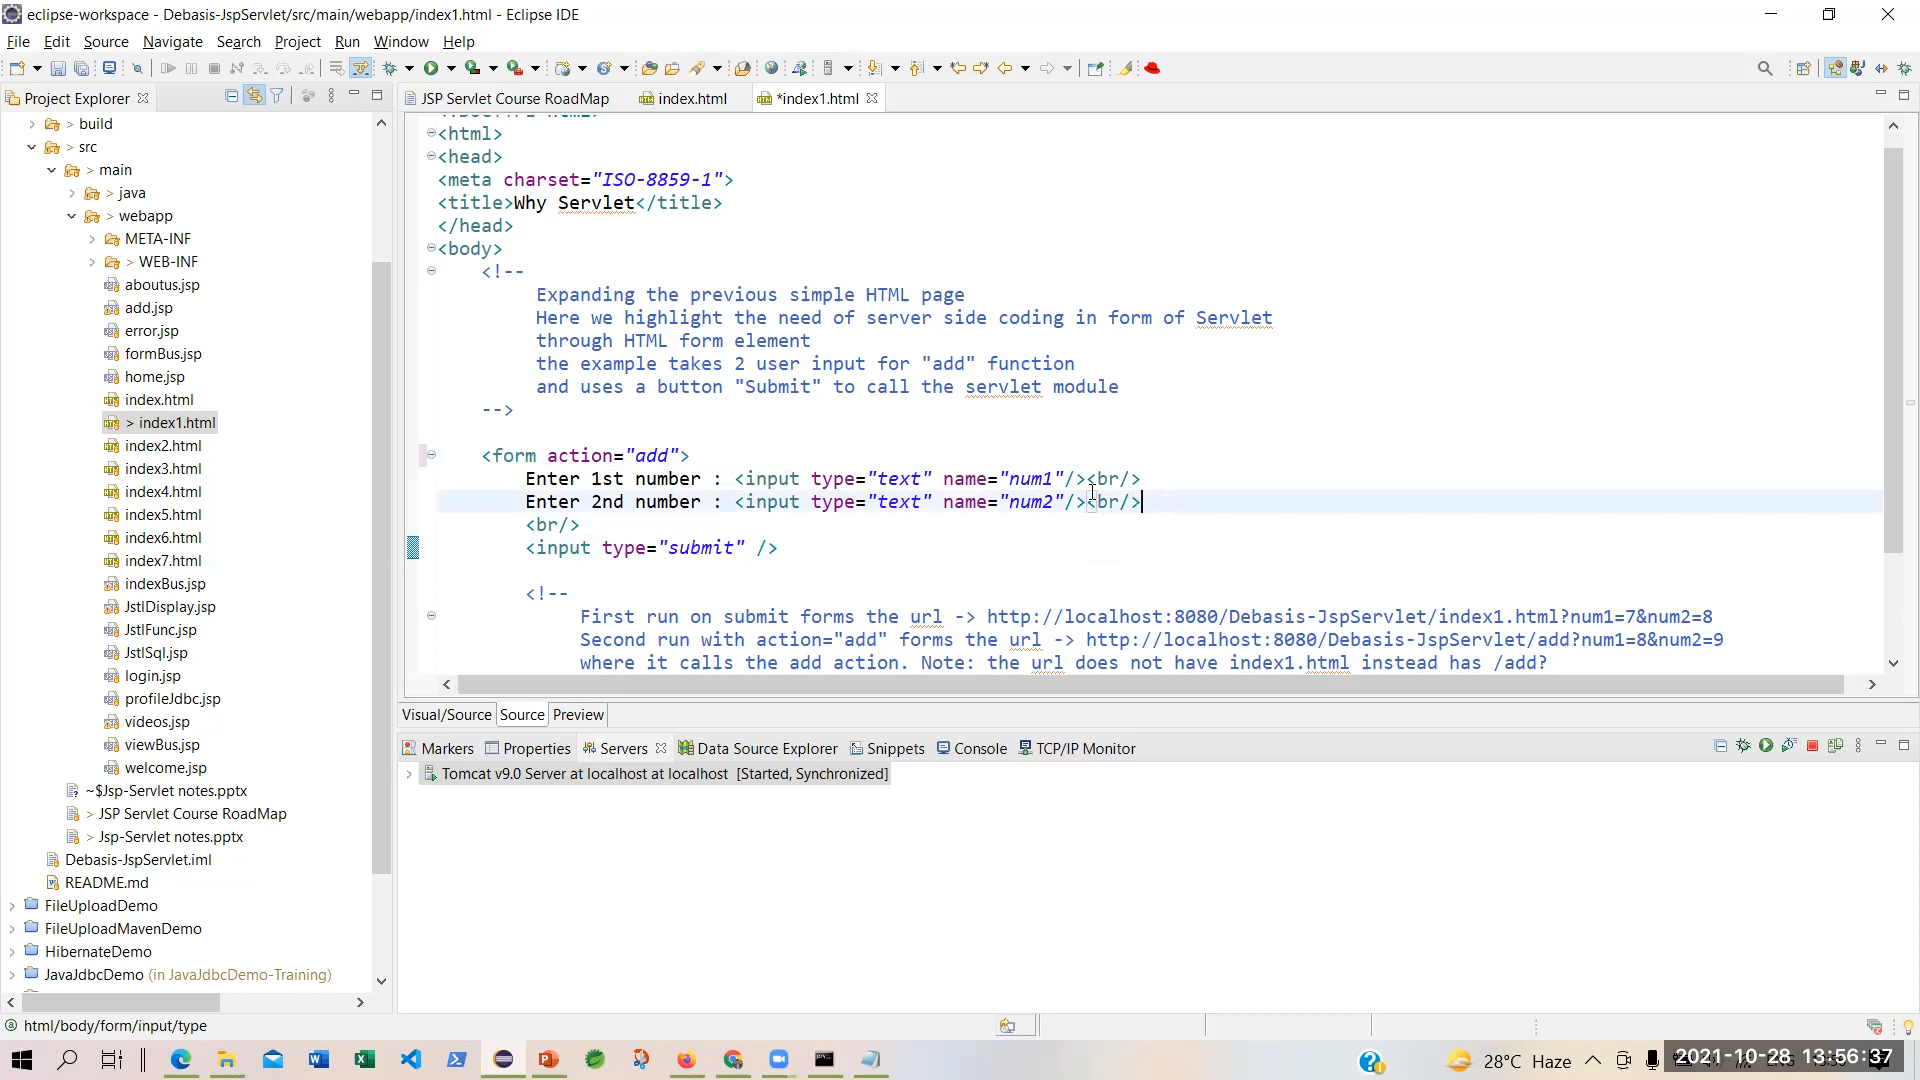 eclipse-workspace - Debasis-JspServlet/src/main/webapp/index1.html - Eclipse IDE
File Edit Source Navigate Search Project Run Window Help
Project Explorer
JSP Servlet Course RoadMap index.html *index1.html
> build
> src
> main
> java
> webapp
META-INF
> WEB-INF
aboutus.jsp
add.jsp
error.jsp
formBus.jsp
home.jsp
index.html
> index1.html
index2.html
index3.html
index4.html
index5.html
index6.html
index7.html
indexBus.jsp
JstlDisplay.jsp
JstlFunc.jsp
JstlSql.jsp
login.jsp
profileJdbc.jsp
videos.jsp
viewBus.jsp
welcome.jsp
~$Jsp-Servlet notes.pptx
> JSP Servlet Course RoadMap
> Jsp-Servlet notes.pptx
Debasis-JspServlet.iml
README.md
FileUploadDemo
FileUploadMavenDemo
HibernateDemo
JavaJdbcDemo (in JavaJdbcDemo-Training)
<html>
<head>
<meta charset="ISO-8859-1">
<title>Why Servlet</title>
</head>
<body>
<!--
Expanding the previous simple HTML page
Here we highlight the need of server side coding in form of Servlet
through HTML form element
the example takes 2 user input for "add" function
and uses a button "Submit" to call the servlet module
-->
<form action="add">
Enter 1st number : <input type="text" name="num1"/><br/>
Enter 2nd number : <input type="text" name="num2"/><br/>
<br/>
<input type="submit" />
<!--
First run on submit forms the url -> http://localhost:8080/Debasis-JspServlet/index1.html?num1=7&num2=8
Second run with action="add" forms the url -> http://localhost:8080/Debasis-JspServlet/add?num1=8&num2=9
where it calls the add action. Note: the url does not have index1.html instead has /add?
Visual/Source Source Preview
Markers Properties Servers Data Source Explorer Snippets Console TCP/IP Monitor
Tomcat v9.0 Server at localhost at localhost [Started, Synchronized]
html/body/form/input/type
28°C Haze
2021-10-28 13:56:37